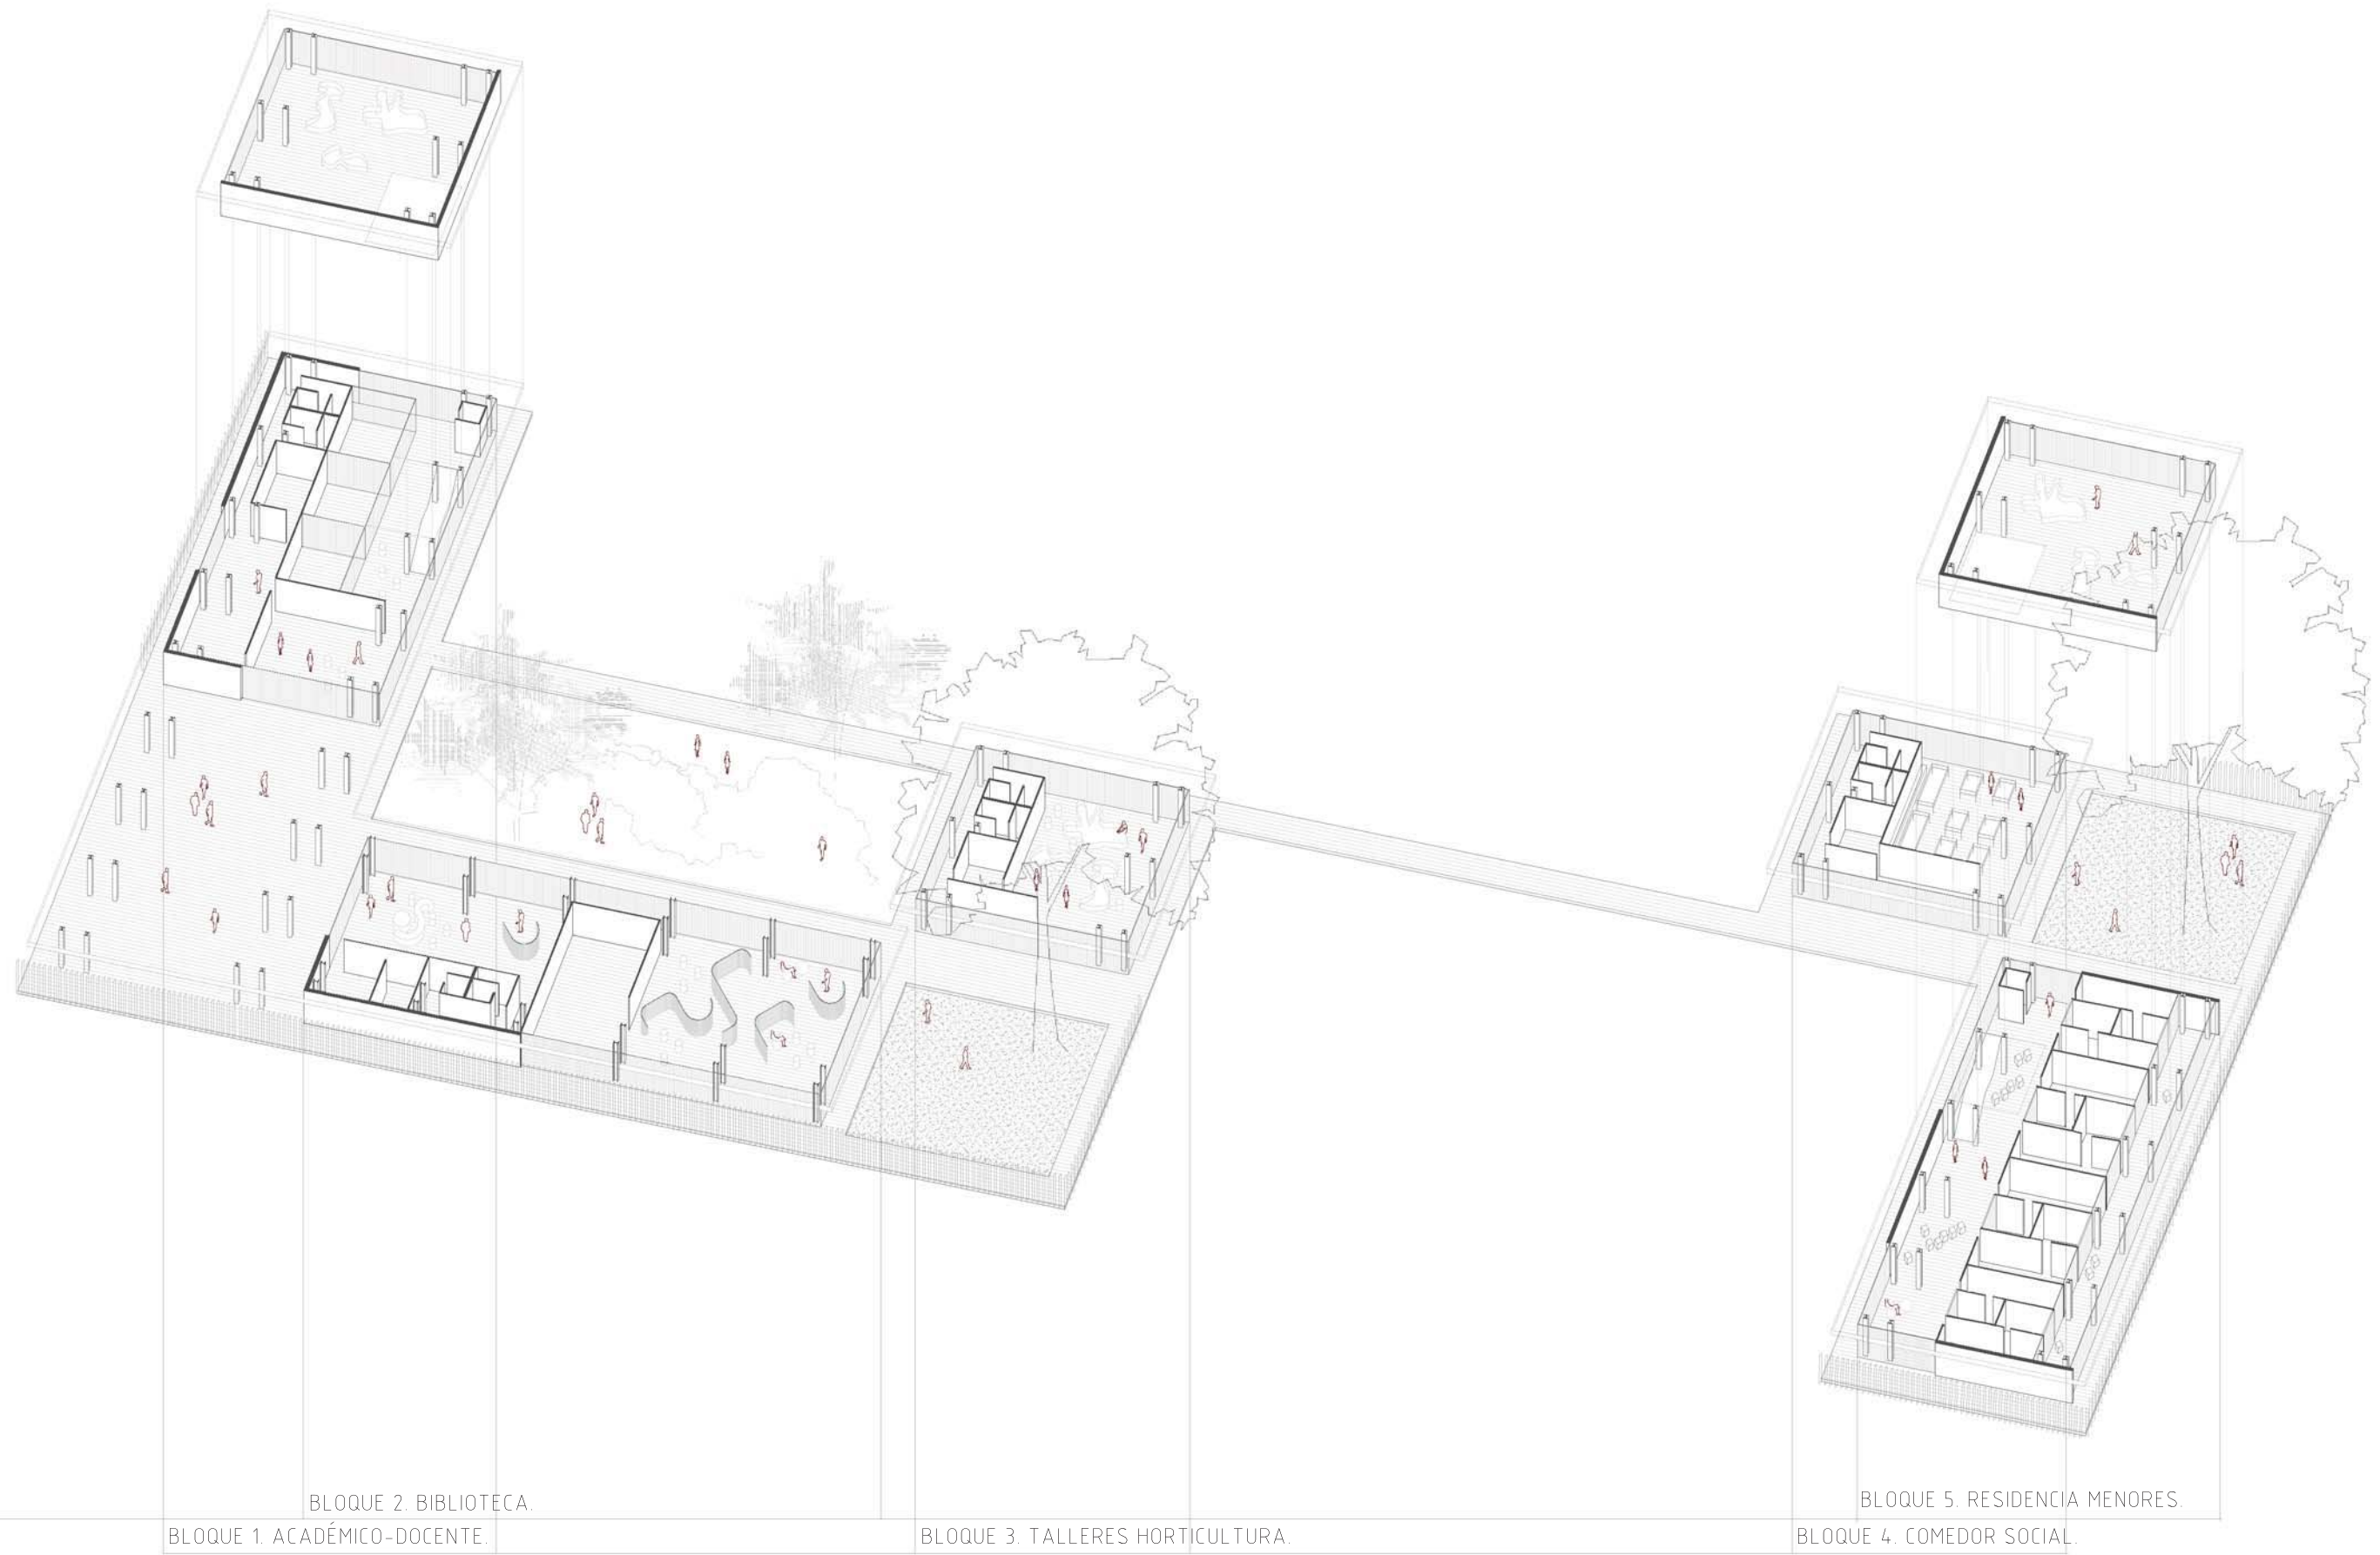 BLOQUE 2. BIBLIOTECA.
BLOQUE 5. RESIDENCIA MENORES.
BLOQUE 1. ACADÉMICO-DOCENTE.
BLOQUE 3. TALLERES HORTICULTURA.
BLOQUE 4. COMEDOR SOCIAL.